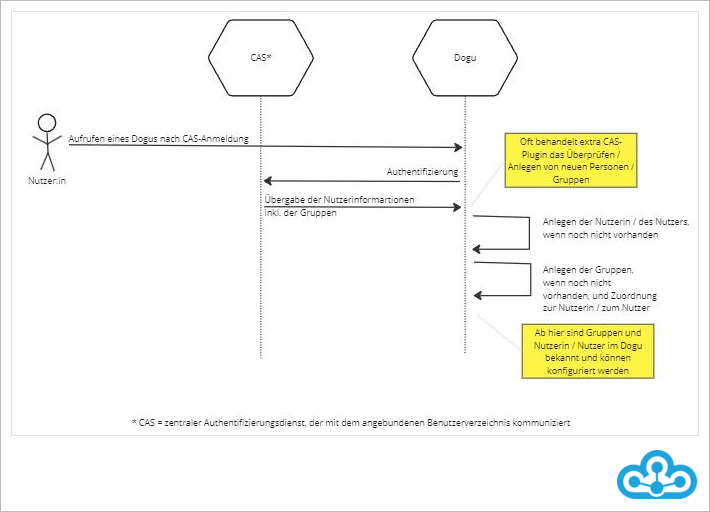 CAS*
Dogu
Aufrufen eines Dogus nach CAS-Anmeldung
Nutzer:in
Oft behandelt extra CAS-
Plugin das Überprüfen /
Anlegen von neuen Personen /
Gruppen
Authentifizierung
Übergabe der Nutzerinformartionen
inkl. der Gruppen
Anlegen der Nutzerin / des Nutzers,
wenn noch nicht vorhanden
Anlegen der Gruppen,
wenn noch nicht
vorhanden, und Zuordnung
zur Nutzerin / zum Nutzer
Ab hier sind Gruppen und
Nutzerin / Nutzer im Dogu
bekannt und können
konfiguriert werden
* CAS = zentraler Authentifizierungsdienst, der mit dem angebundenen Benutzerverzeichnis kommuniziert